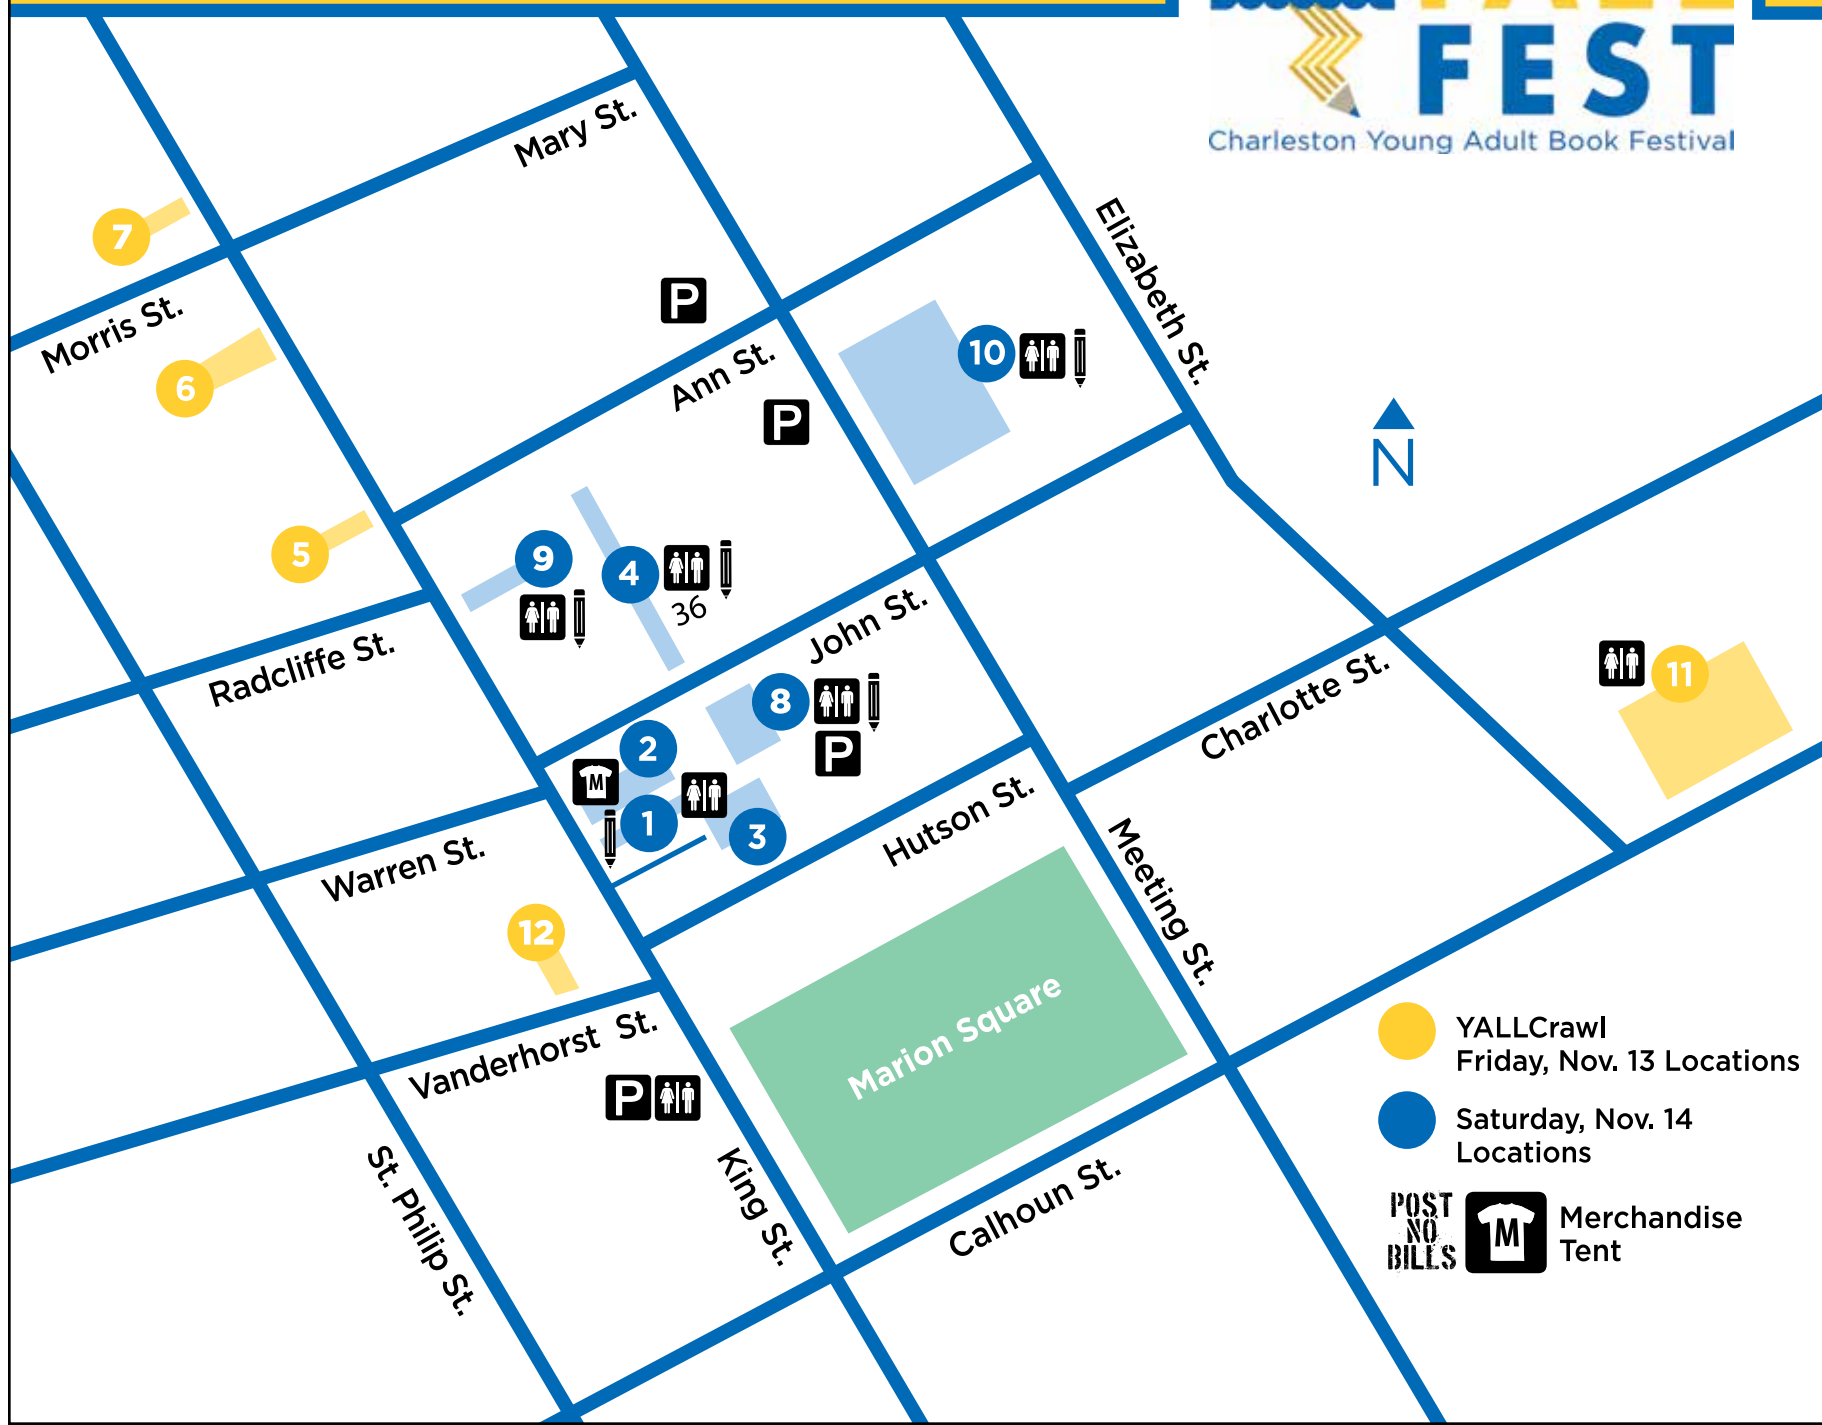 FEST
Charleston Young Adult Book Festival
Mary St.
7
Morris St.
6
P
Ann St.
P
10
Elizabeth St.
N
5
9
4
36
Radcliffe St.
John St.
8
P
2
M
1
3
11
Charlotte St.
Hutson St.
Warren St.
12
Meeting St.
Marion Square
Vanderhorst St.
P
St. Philip St.
King St.
Calhoun St.
YALLCrawl
Friday, Nov. 13 Locations
Saturday, Nov. 14
Locations
POST
NO
BILLS
M
Merchandise
Tent